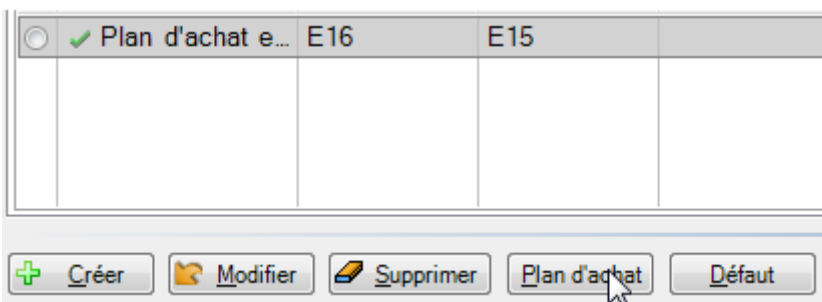 Plan d'achat e... E16 E15
Créer Modifier Supprimer Plan d'achat Défaut